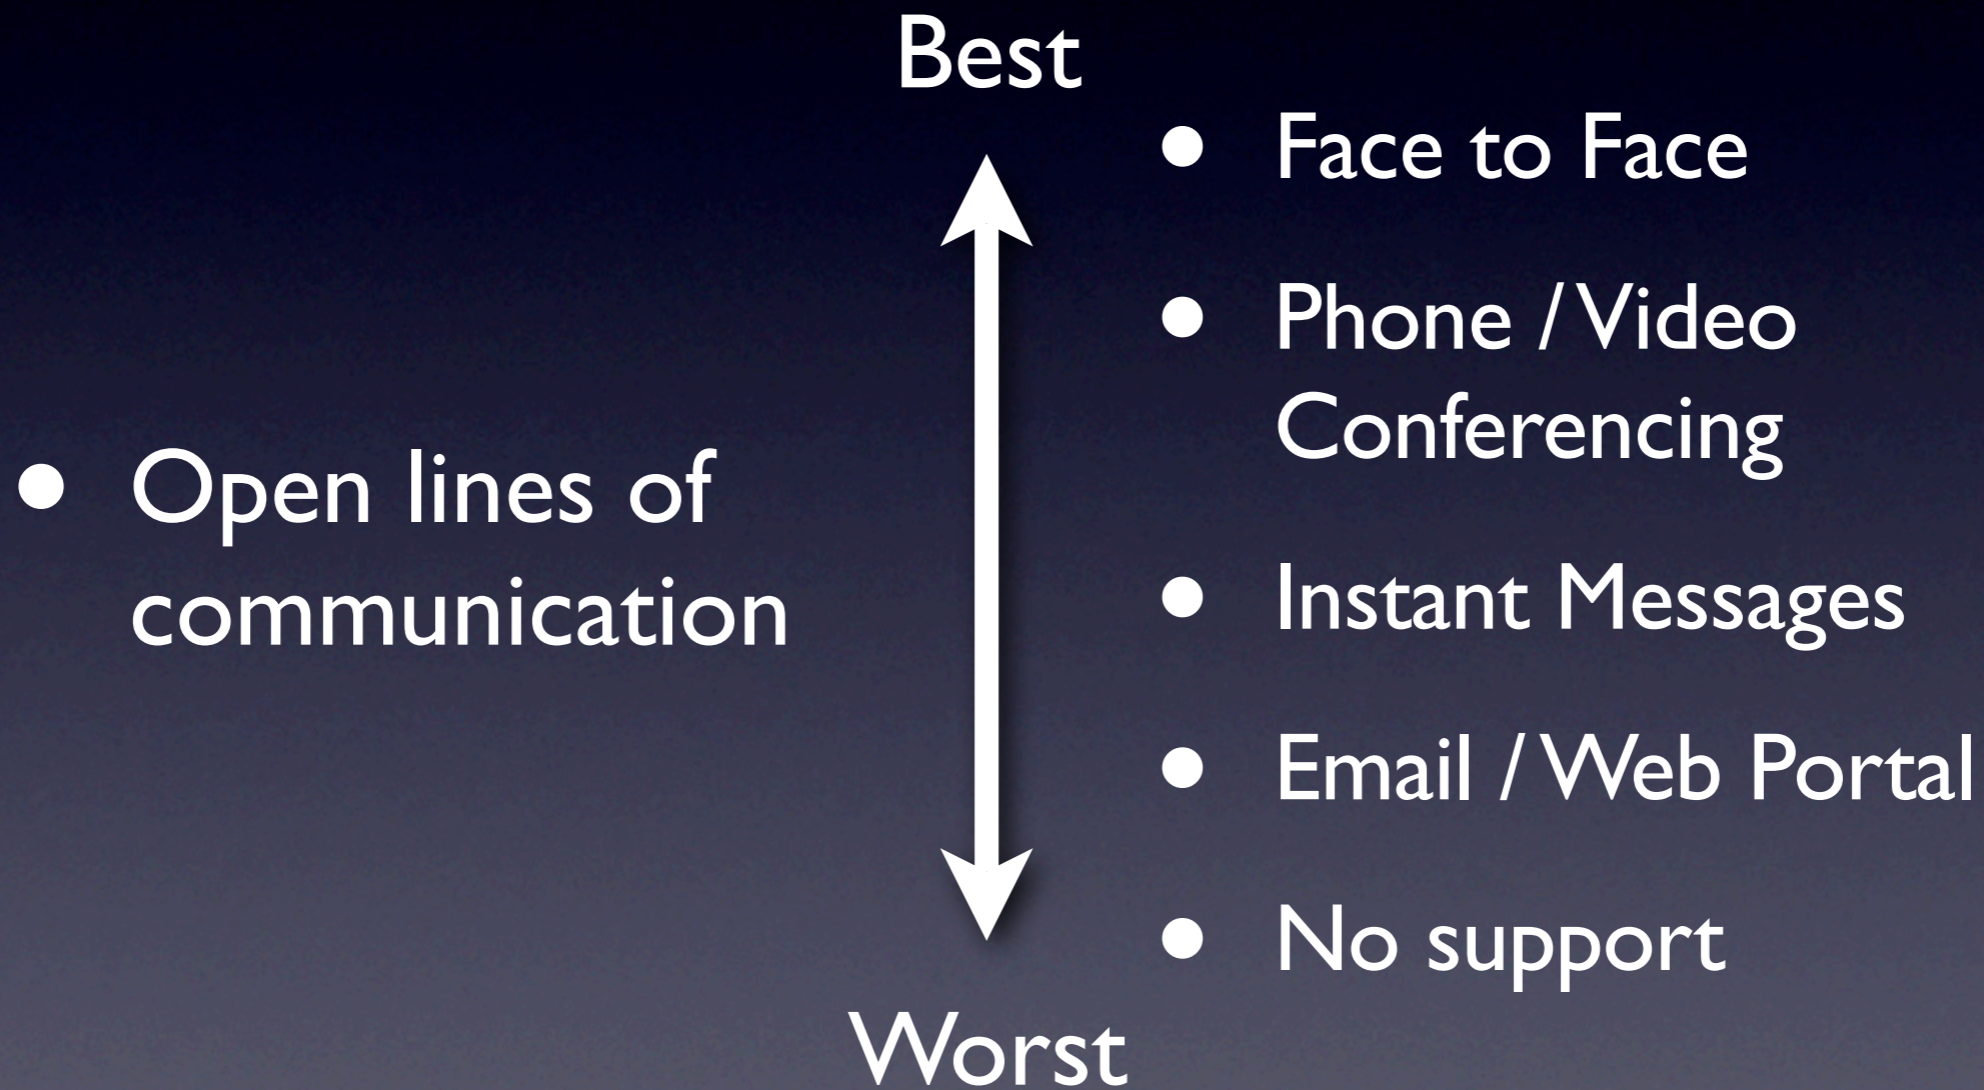 Best
• Open lines of
communication
• Face to Face
• Phone / Video
Conferencing
• Instant Messages
• Email / Web Portal
• No support
Worst